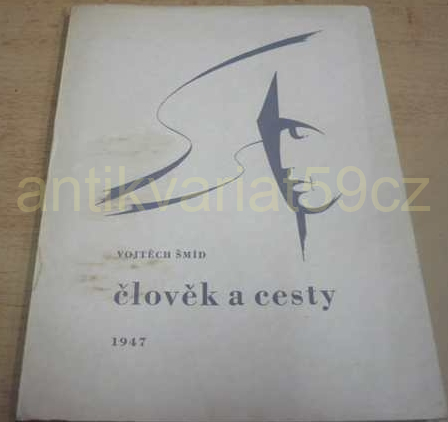 antikvariat59cz
VOJTĚCH ŠMÍD
člověk a cesty
1947